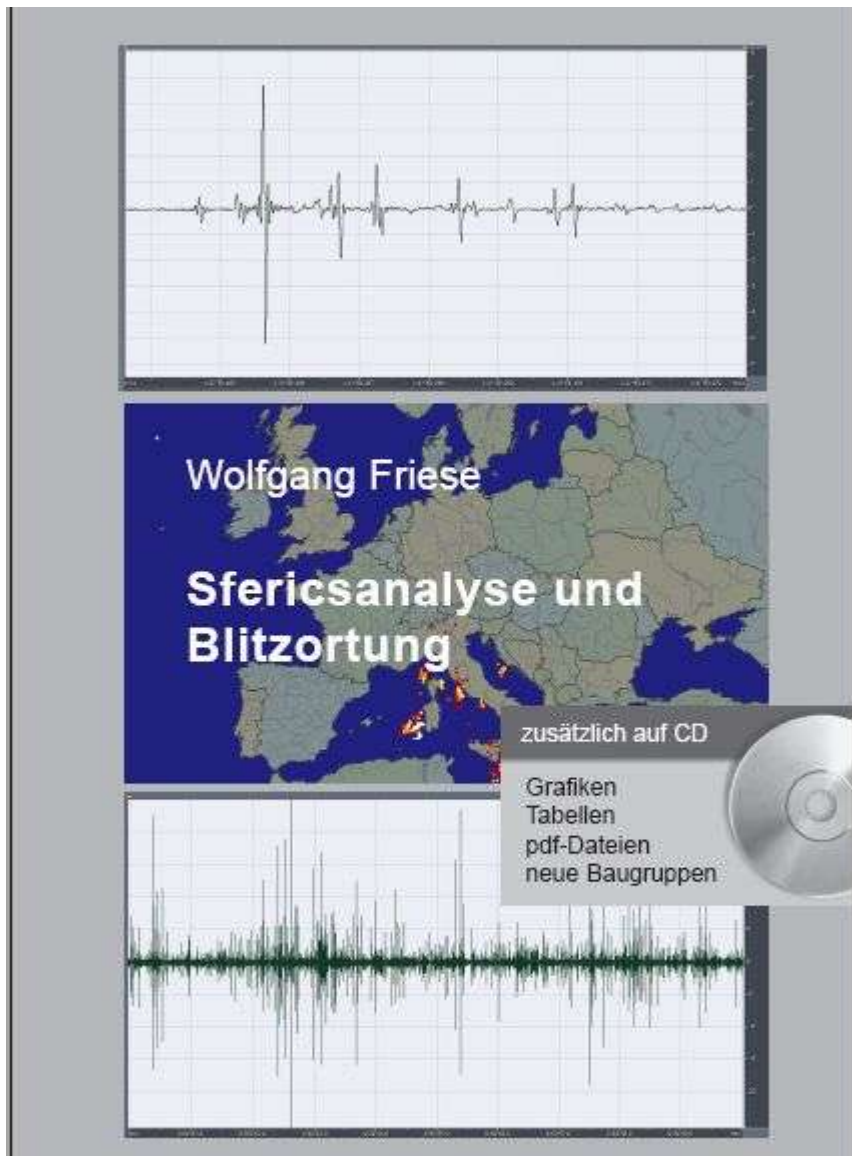 Wolfgang Friese
Sfericsanalyse und
Blitzortung
zusätzlich auf CD
Grafiken
Tabellen
pdf-Dateien
neue Baugruppen